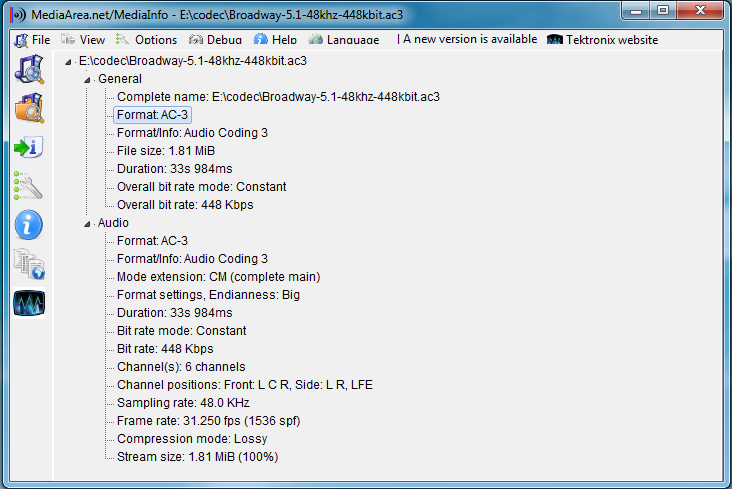 MediaArea.net/MediaInfo - E:\codec\Broadway-5.1-48khz-448kbit.ac3
File View Options Debug Help Language | A new version is available Tektronix website
E:\codec\Broadway-5.1-48khz-448kbit.ac3
General
Complete name: E:\codec\Broadway-5.1-48khz-448kbit.ac3
Format: AC-3
Format/Info: Audio Coding 3
File size: 1.81 MiB
Duration: 33s 984ms
Overall bit rate mode: Constant
Overall bit rate: 448 Kbps
Audio
Format: AC-3
Format/Info: Audio Coding 3
Mode extension: CM (complete main)
Format settings, Endianness: Big
Duration: 33s 984ms
Bit rate mode: Constant
Bit rate: 448 Kbps
Channel(s): 6 channels
Channel positions: Front: L C R, Side: L R, LFE
Sampling rate: 48.0 KHz
Frame rate: 31.250 fps (1536 spf)
Compression mode: Lossy
Stream size: 1.81 MiB (100%)